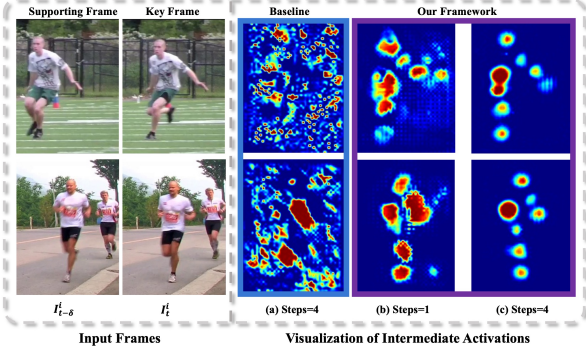 Supporting Frame Key Frame Baseline Our Framework
I^i_{t-δ} I^i_t (a) Steps=4 (b) Steps=1 (c) Steps=4
Input Frames Visualization of Intermediate Activations